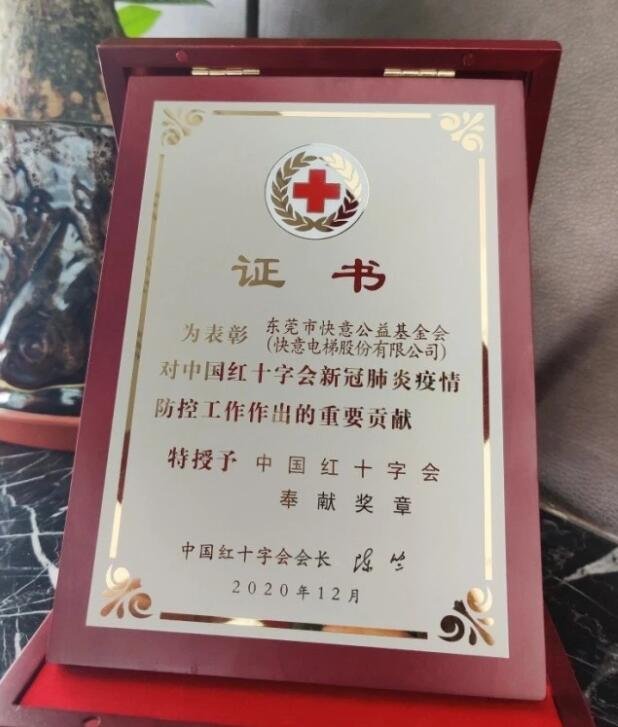 证 书
为表彰 东莞市快意公益基金会
(快意电梯股份有限公司)
对中国红十字会新冠肺炎疫情
防控工作作出的重要贡献
特授予 中国红十字会
奉献奖章
中国红十字会会长 陈竺
2020年12月